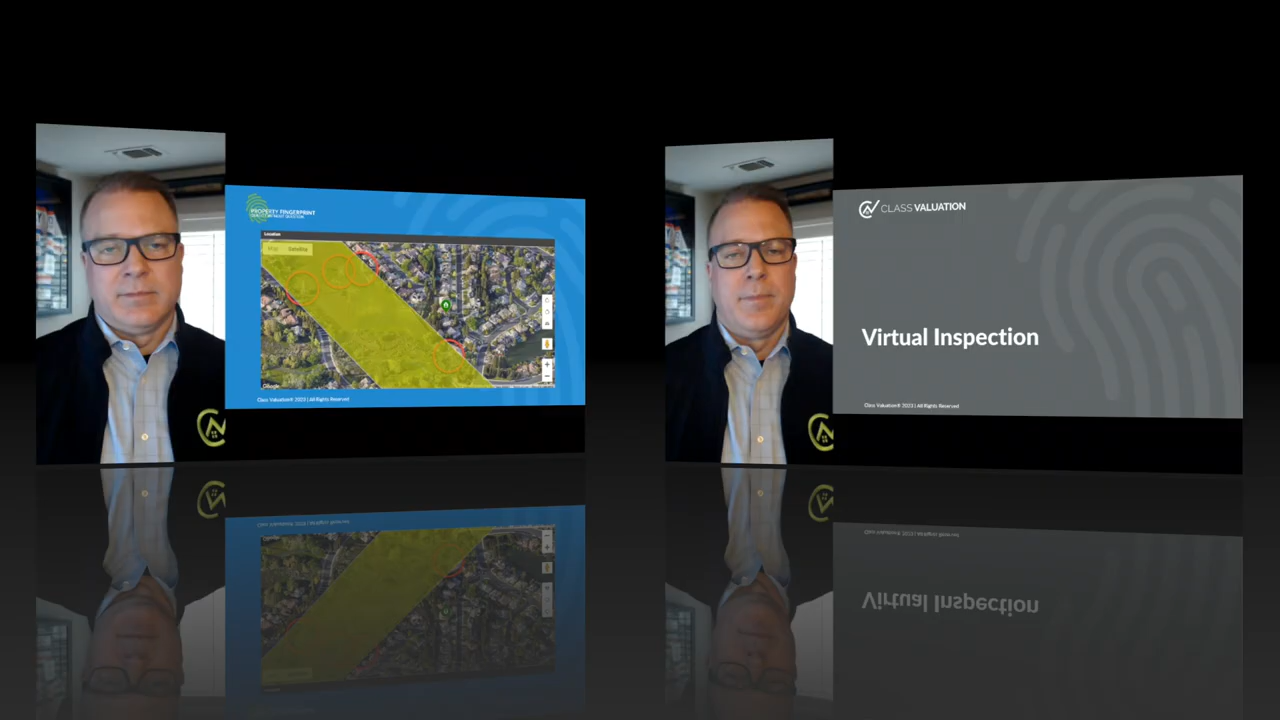 PROPERTY FINGERPRINT
Location
Map Satellite
Google
Class Valuation® 2023 | All Rights Reserved
CLASS VALUATION
Virtual Inspection
Class Valuation® 2023 | All Rights Reserved